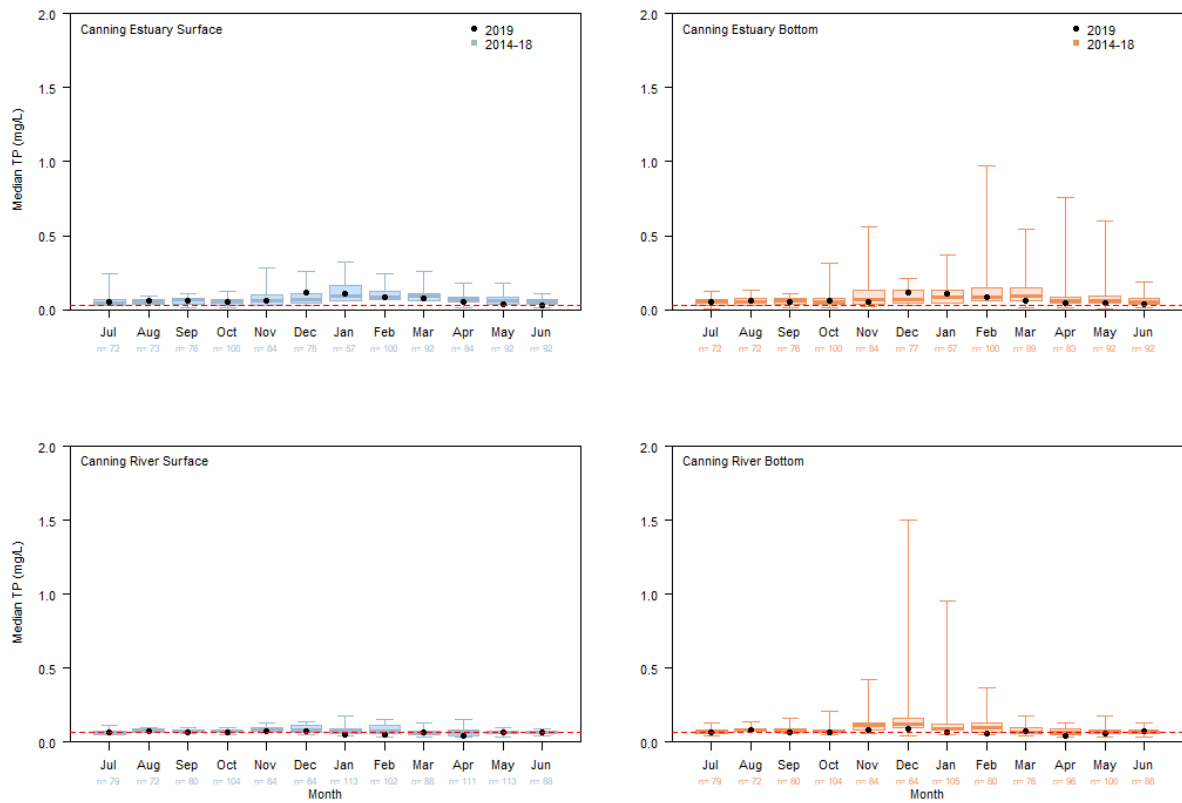 Canning Estuary Surface
2019
2014-18
Median TP (mg/L)
2.0
1.5
1.0
0.5
0.0
Jul Aug Sep Oct Nov Dec Jan Feb Mar Apr May Jun
n= 72 n= 73 n= 76 n= 100 n= 84 n= 76 n= 57 n= 100 n= 92 n= 84 n= 92 n= 92
Canning Estuary Bottom
2019
2014-18
2.0
1.5
1.0
0.5
0.0
Jul Aug Sep Oct Nov Dec Jan Feb Mar Apr May Jun
n= 72 n= 72 n= 76 n= 100 n= 84 n= 77 n= 57 n= 100 n= 89 n= 83 n= 92 n= 92
Canning River Surface
Median TP (mg/L)
2.0
1.5
1.0
0.5
0.0
Jul Aug Sep Oct Nov Dec Jan Feb Mar Apr May Jun
n= 79 n= 72 n= 80 n= 104 n= 84 n= 64 n= 113 n= 102 n= 88 n= 111 n= 113 n= 88
Month
Canning River Bottom
2.0
1.5
1.0
0.5
0.0
Jul Aug Sep Oct Nov Dec Jan Feb Mar Apr May Jun
n= 79 n= 72 n= 80 n= 104 n= 84 n= 64 n= 105 n= 80 n= 76 n= 96 n= 100 n= 88
Month